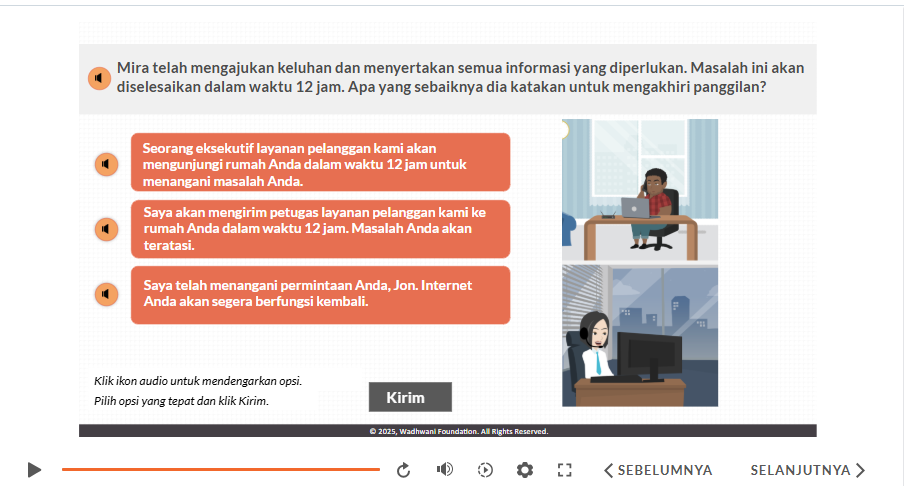 Mira telah mengajukan keluhan dan menyertakan semua informasi yang diperlukan. Masalah ini akan
diselesaikan dalam waktu 12 jam. Apa yang sebaiknya dia katakan untuk mengakhiri panggilan?
Seorang eksekutif layanan pelanggan kami akan
mengunjungi rumah Anda dalam waktu 12 jam untuk
menangani masalah Anda.
Saya akan mengirim petugas layanan pelanggan kami ke
rumah Anda dalam waktu 12 jam. Masalah Anda akan
teratasi.
Saya telah menangani permintaan Anda, Jon. Internet
Anda akan segera berfungsi kembali.
Klik ikon audio untuk mendengarkan opsi.
Pilih opsi yang tepat dan klik Kirim.
Kirim
© 2025, Wadhwani Foundation. All Rights Reserved.
SEBELUMNYA
SELANJUTNYA